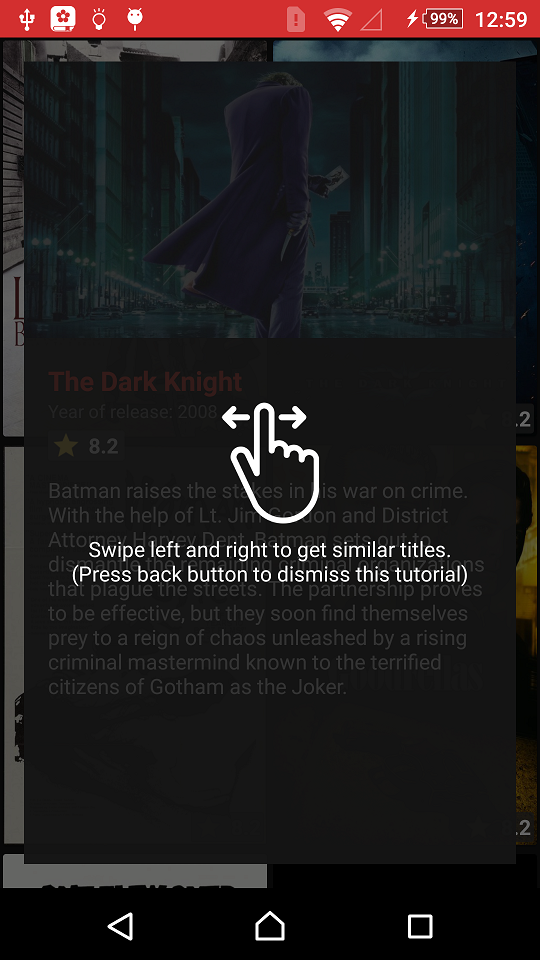 99% 12:59
The Dark Knight
Year of release: 2008
.2
8.2
Batman raises the stakes in his war on crime.
With the help of Lt. Jim Gordon and District
Attorney Harvey Dent, Batman sets out to
Swipe left and right to get similar titles.
dismantle the remaining criminal organizations
(Press back button to dismiss this tutorial)
that plague the streets. The partnership proves
to be effective, but they soon find themselves
prey to a reign of chaos unleashed by a rising
criminal mastermind known to the terrified
citizens of Gotham as the Joker.
.2